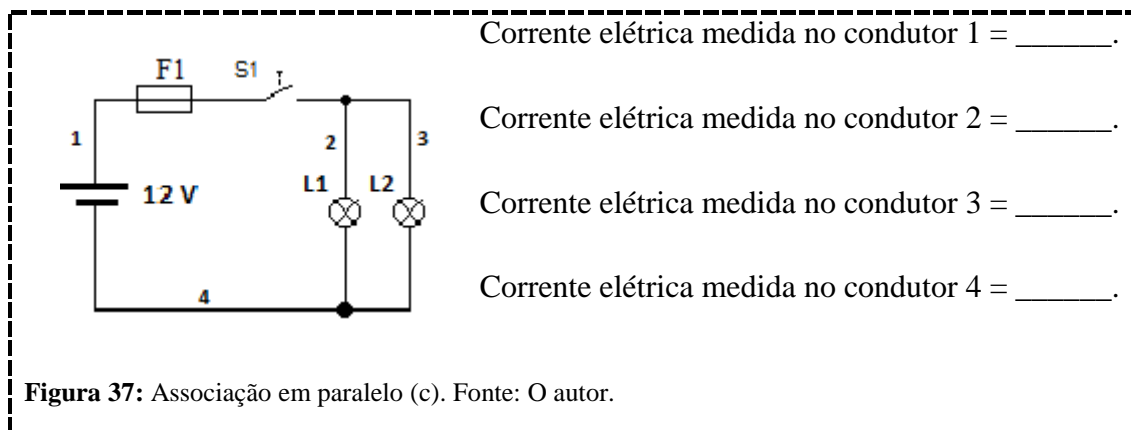 Corrente elétrica medida no condutor 1 = ______.
F1 S1
1
2 3
Corrente elétrica medida no condutor 2 = ______.
12 V
L1 L2
Corrente elétrica medida no condutor 3 = ______.
4
Corrente elétrica medida no condutor 4 = ______.
Figura 37: Associação em paralelo (c). Fonte: O autor.